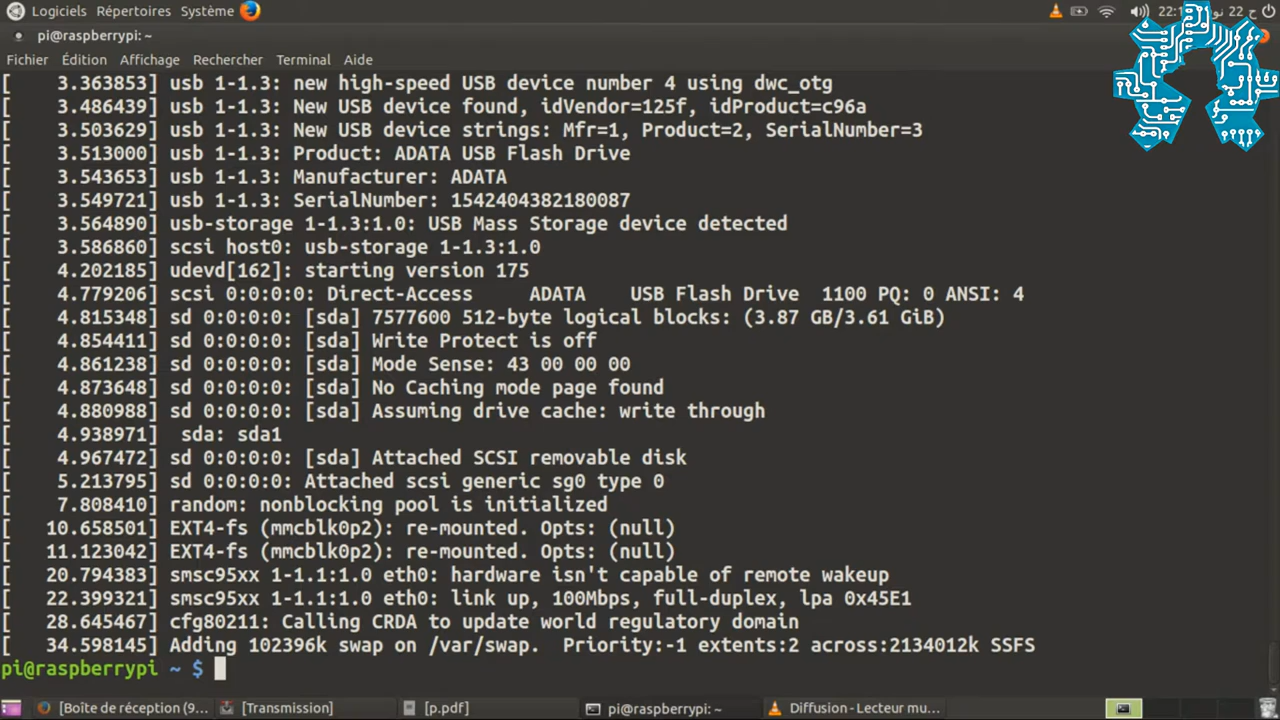 Logiciels Répertoires Système 22:1 نو 22 ح
pi@raspberrypi: ~
Fichier Édition Affichage Rechercher Terminal Aide
[    3.363853] usb 1-1.3: new high-speed USB device number 4 using dwc_otg
[    3.486439] usb 1-1.3: New USB device found, idVendor=125f, idProduct=c96a
[    3.503629] usb 1-1.3: New USB device strings: Mfr=1, Product=2, SerialNumber=3
[    3.513000] usb 1-1.3: Product: ADATA USB Flash Drive
[    3.543653] usb 1-1.3: Manufacturer: ADATA
[    3.549721] usb 1-1.3: SerialNumber: 1542404382180087
[    3.564890] usb-storage 1-1.3:1.0: USB Mass Storage device detected
[    3.586860] scsi host0: usb-storage 1-1.3:1.0
[    4.202185] udevd[162]: starting version 175
[    4.779206] scsi 0:0:0:0: Direct-Access     ADATA    USB Flash Drive  1100 PQ: 0 ANSI: 4
[    4.815348] sd 0:0:0:0: [sda] 7577600 512-byte logical blocks: (3.87 GB/3.61 GiB)
[    4.854411] sd 0:0:0:0: [sda] Write Protect is off
[    4.861238] sd 0:0:0:0: [sda] Mode Sense: 43 00 00 00
[    4.873648] sd 0:0:0:0: [sda] No Caching mode page found
[    4.880988] sd 0:0:0:0: [sda] Assuming drive cache: write through
[    4.938971]  sda: sda1
[    4.967472] sd 0:0:0:0: [sda] Attached SCSI removable disk
[    5.213795] sd 0:0:0:0: Attached scsi generic sg0 type 0
[    7.808410] random: nonblocking pool is initialized
[   10.658501] EXT4-fs (mmcblk0p2): re-mounted. Opts: (null)
[   11.123042] EXT4-fs (mmcblk0p2): re-mounted. Opts: (null)
[   20.794383] smsc95xx 1-1.1:1.0 eth0: hardware isn't capable of remote wakeup
[   22.399321] smsc95xx 1-1.1:1.0 eth0: link up, 100Mbps, full-duplex, lpa 0x45E1
[   28.645467] cfg80211: Calling CRDA to update world regulatory domain
[   34.598145] Adding 102396k swap on /var/swap.  Priority:-1 extents:2 across:2134012k SSFS
pi@raspberrypi ~ $
[Boîte de réception (9... [Transmission] [p.pdf] pi@raspberrypi: ~ Diffusion - Lecteur mu...